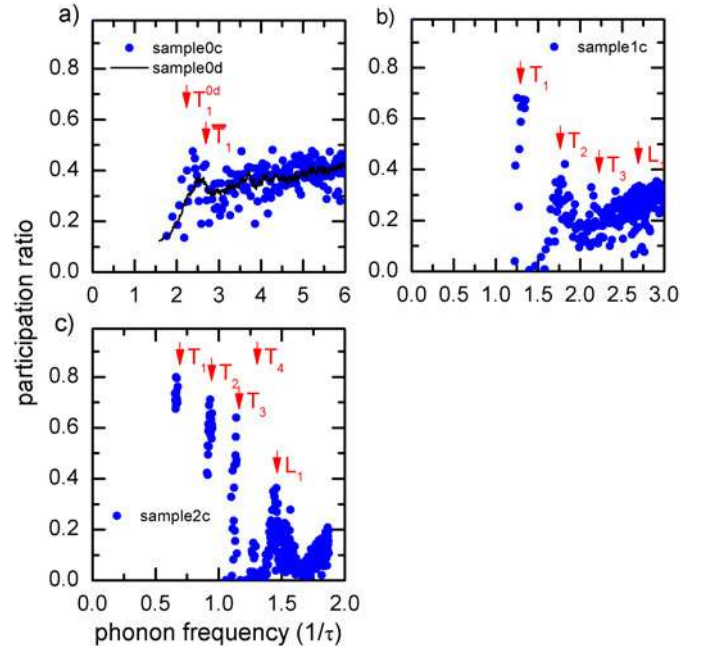 a)
sample0c
sample0d
T₁⁰ᵈ
T₁
0.8
0.6
0.4
0.2
0.0
0 1 2 3 4 5 6
b)
sample1c
T₁
T₂
T₃
L₁
0.8
0.6
0.4
0.2
0.0
0.0 0.5 1.0 1.5 2.0 2.5 3.0
participation ratio
c)
T₁
T₂
T₃
T₄
L₁
sample2c
0.8
0.6
0.4
0.2
0.0
0.0 0.5 1.0 1.5 2.0
phonon frequency (1/τ)